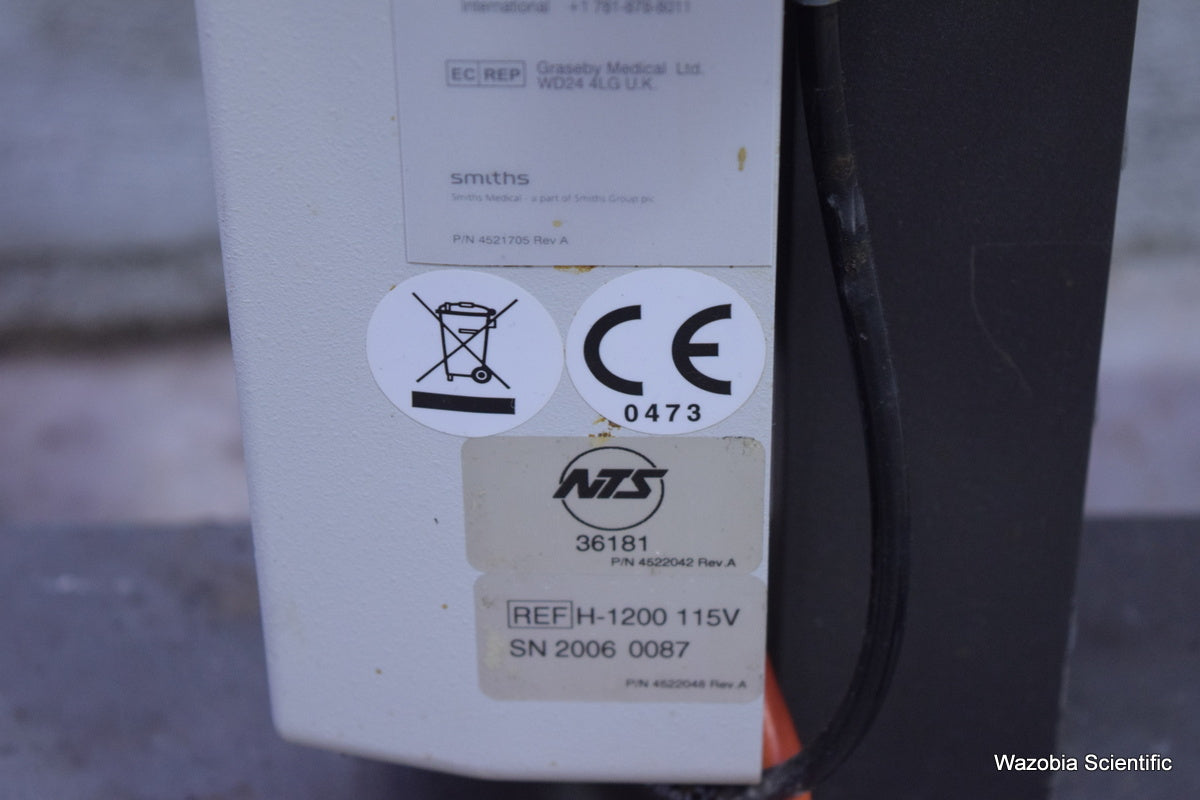 International +1 781-878-8011
EC REP Graseby Medical Ltd.
WD24 4LG U.K.
smiths
Smiths Medical - a part of Smiths Group plc
P/N 4521705 Rev A
CE
0473
NTS
36181
P/N 4522042 Rev.A
REF H-1200 115V
SN 2006 0087
P/N 4522048 Rev.A
Wazobia Scientific